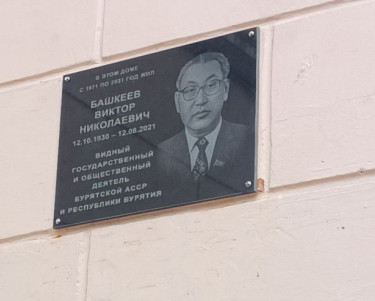 В ЭТОМ ДОМЕ
С 1971 ПО 2021 ГОД ЖИЛ
БАШКЕЕВ
ВИКТОР
НИКОЛАЕВИЧ
12.10.1930 – 12.06.2021
ВИДНЫЙ
ГОСУДАРСТВЕННЫЙ
И ОБЩЕСТВЕННЫЙ
ДЕЯТЕЛЬ
БУРЯТСКОЙ АССР
И РЕСПУБЛИКИ БУРЯТИЯ